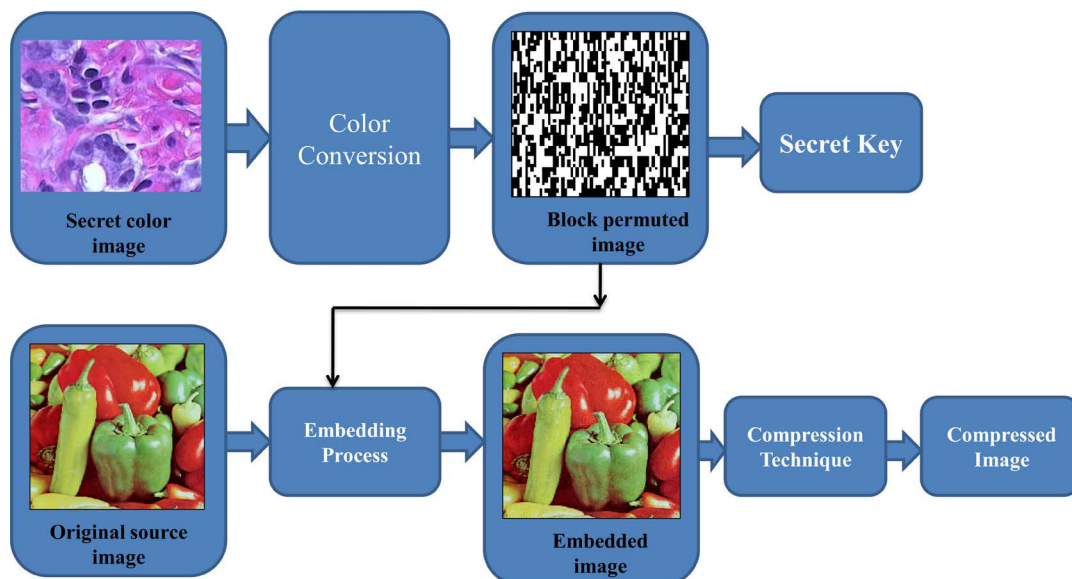 Secret color
image
Color
Conversion
Block permuted
image
Secret Key
Original source
image
Embedding
Process
Embedded
image
Compression
Technique
Compressed
Image